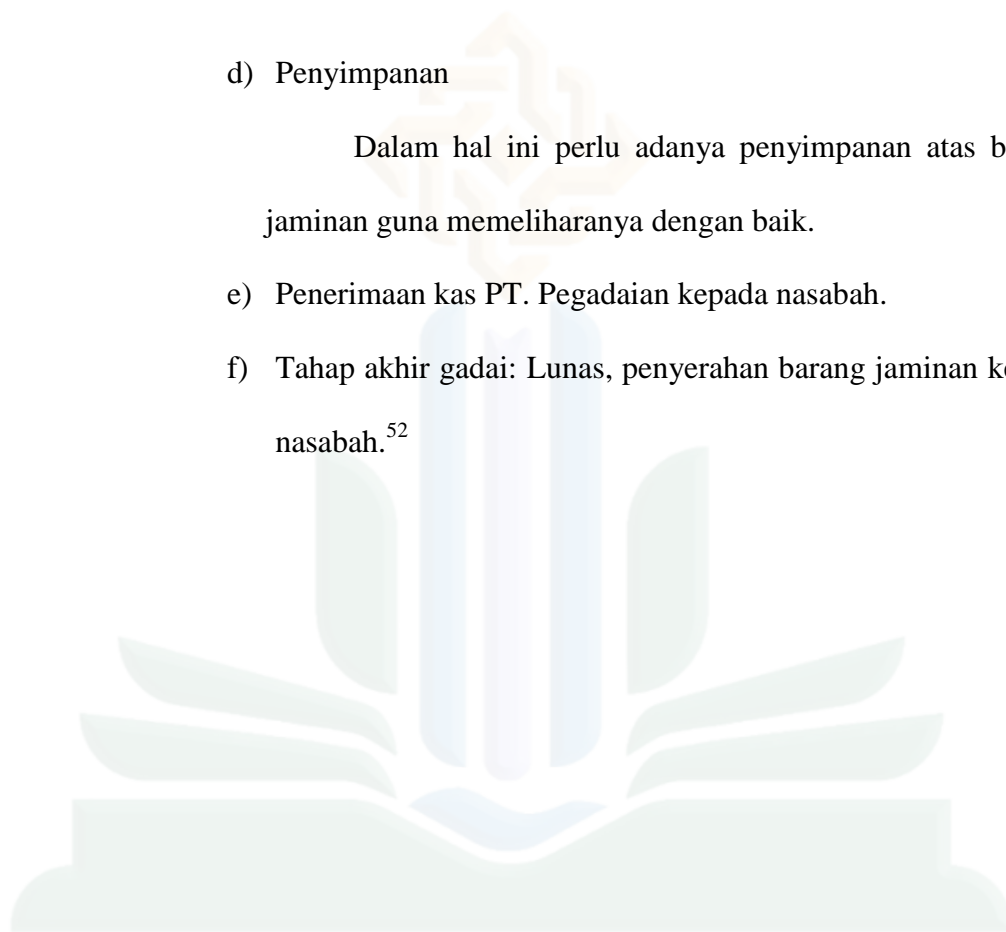 d) Penyimpanan
Dalam hal ini perlu adanya penyimpanan atas
jaminan guna memeliharanya dengan baik.
e) Penerimaan kas PT. Pegadaian kepada nasabah.
f) Tahap akhir gadai: Lunas, penyerahan barang jaminan
nasabah.52